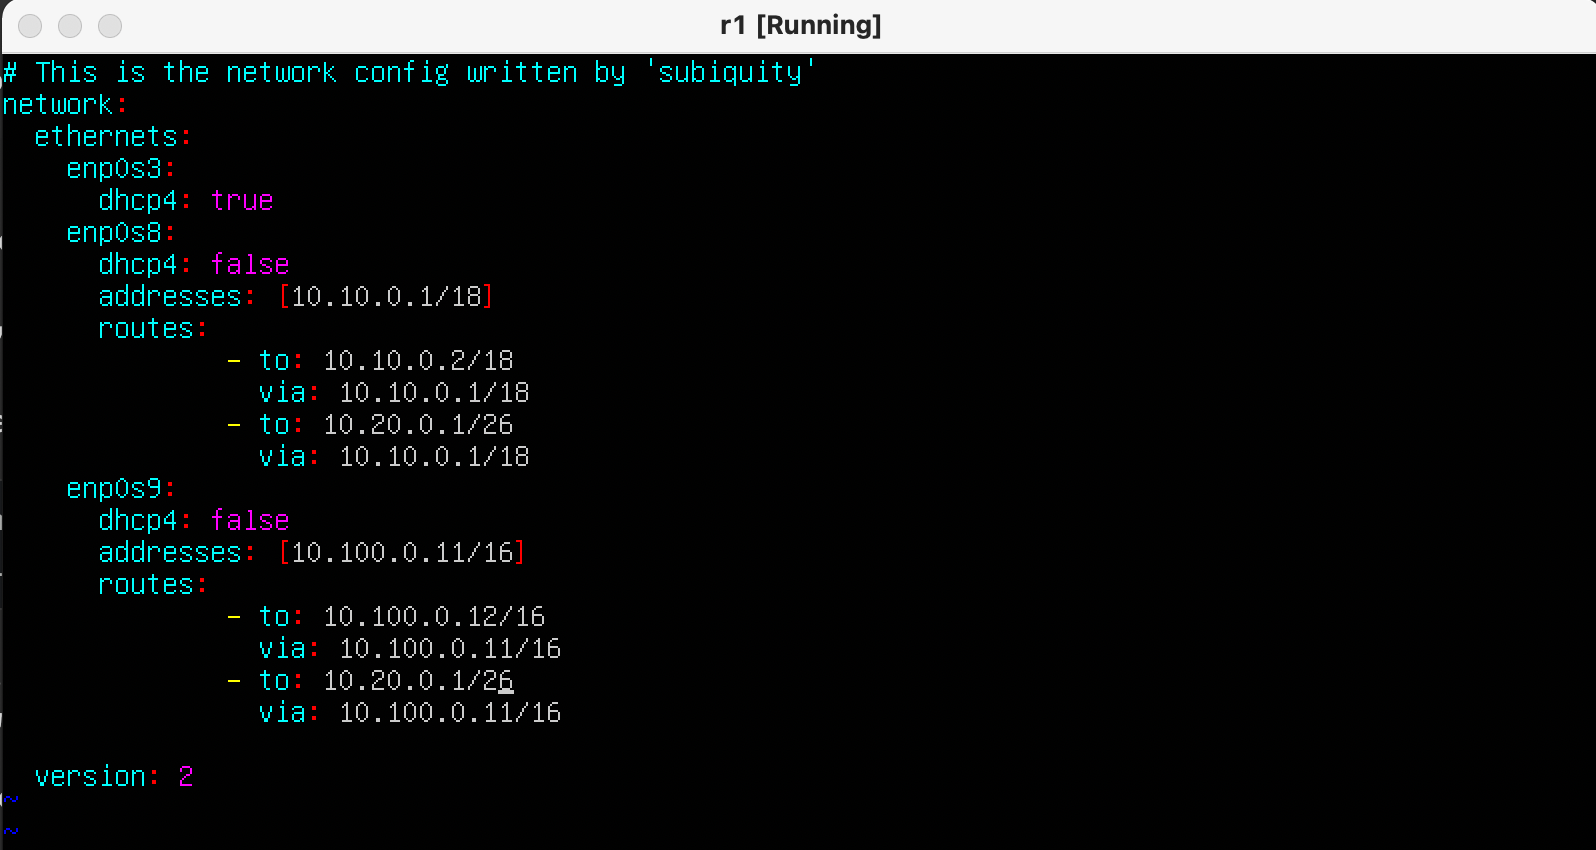 r1 [Running]
# This is the network config written by 'subiquity'
network:
  ethernets:
    enp0s3:
      dhcp4: true
    enp0s8:
      dhcp4: false
      addresses: [10.10.0.1/18]
      routes:
              - to: 10.10.0.2/18
                via: 10.10.0.1/18
              - to: 10.20.0.1/26
                via: 10.10.0.1/18
    enp0s9:
      dhcp4: false
      addresses: [10.100.0.11/16]
      routes:
              - to: 10.100.0.12/16
                via: 10.100.0.11/16
              - to: 10.20.0.1/26
                via: 10.100.0.11/16

  version: 2
~
~